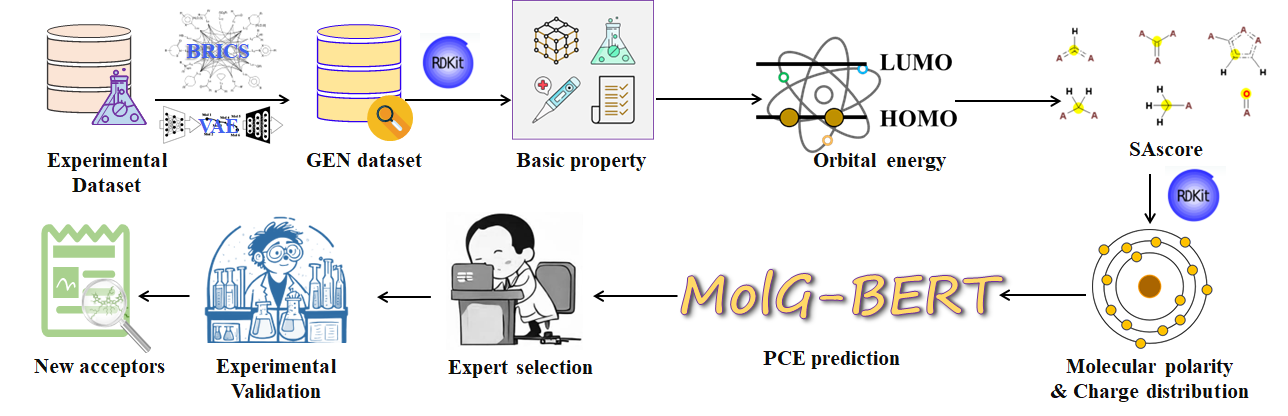 BRICS
VAE
Experimental
Dataset
GEN dataset
RDKit
Basic property
LUMO
HOMO
Orbital energy
H
A A
A A
A
A A
A
H H
H H
A A
H
H A
H
O
A
SAscore
RDKit
New acceptors
Experimental
Validation
Expert selection
MolG-BERT
PCE prediction
Molecular polarity
& Charge distribution